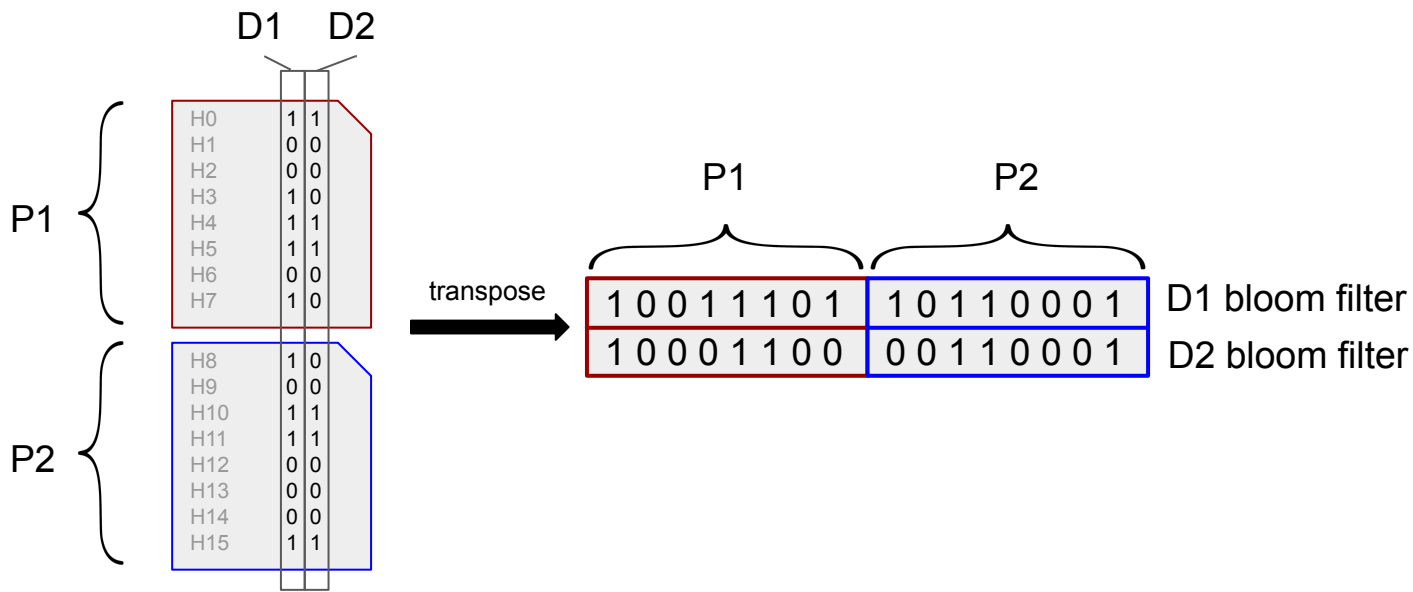 D1 D2
P1
H0 1 1
H1 0 0
H2 0 0
H3 1 0
H4 1 1
H5 1 1
H6 0 0
H7 1 0
P2
H8 1 0
H9 0 0
H10 1 1
H11 1 1
H12 0 0
H13 0 0
H14 0 0
H15 1 1
transpose
P1 P2
1 0 0 1 1 1 0 1 1 0 1 1 0 0 0 1 D1 bloom filter
1 0 0 0 1 1 0 0 0 0 1 1 0 0 0 1 D2 bloom filter